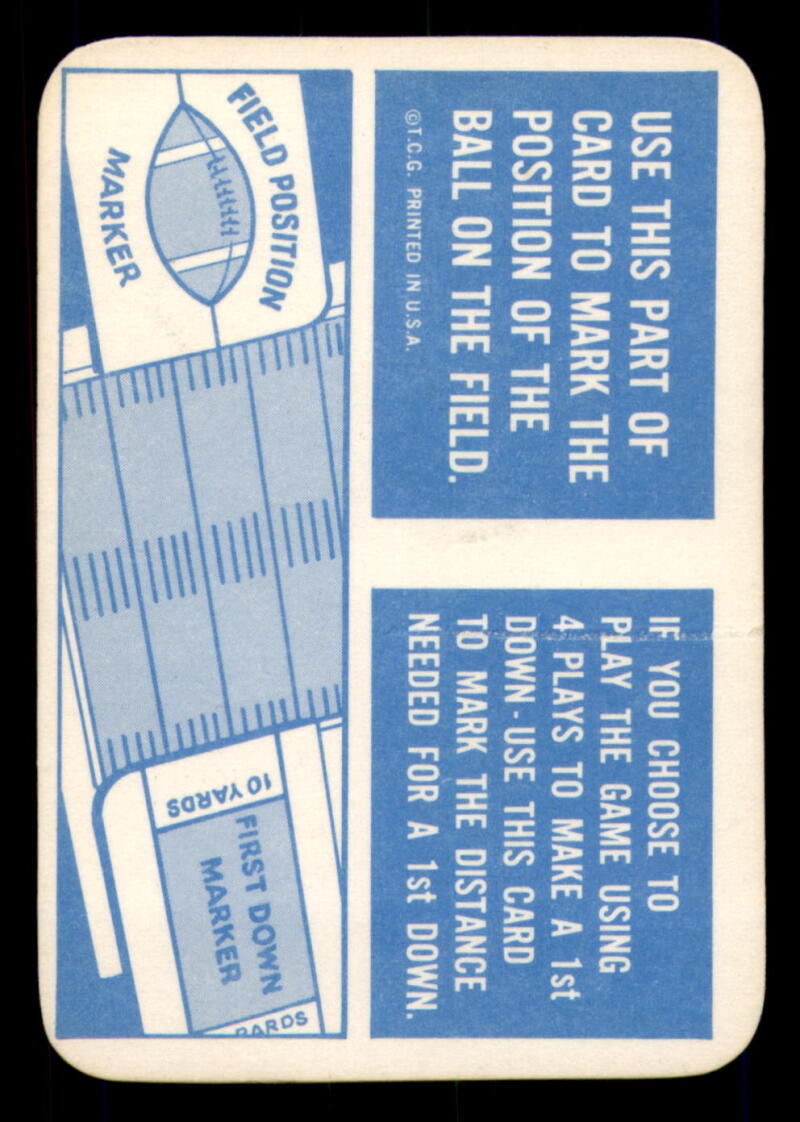 USE THIS PART OF
CARD TO MARK THE
POSITION OF THE
BALL ON THE FIELD.
©T.C.G. PRINTED IN U.S.A.
IF YOU CHOOSE TO
PLAY THE GAME USING
4 PLAYS TO MAKE A 1st
DOWN - USE THIS CARD
TO MARK THE DISTANCE
NEEDED FOR A 1st DOWN.
FIELD POSITION
MARKER
10 YARDS
FIRST DOWN
MARKER